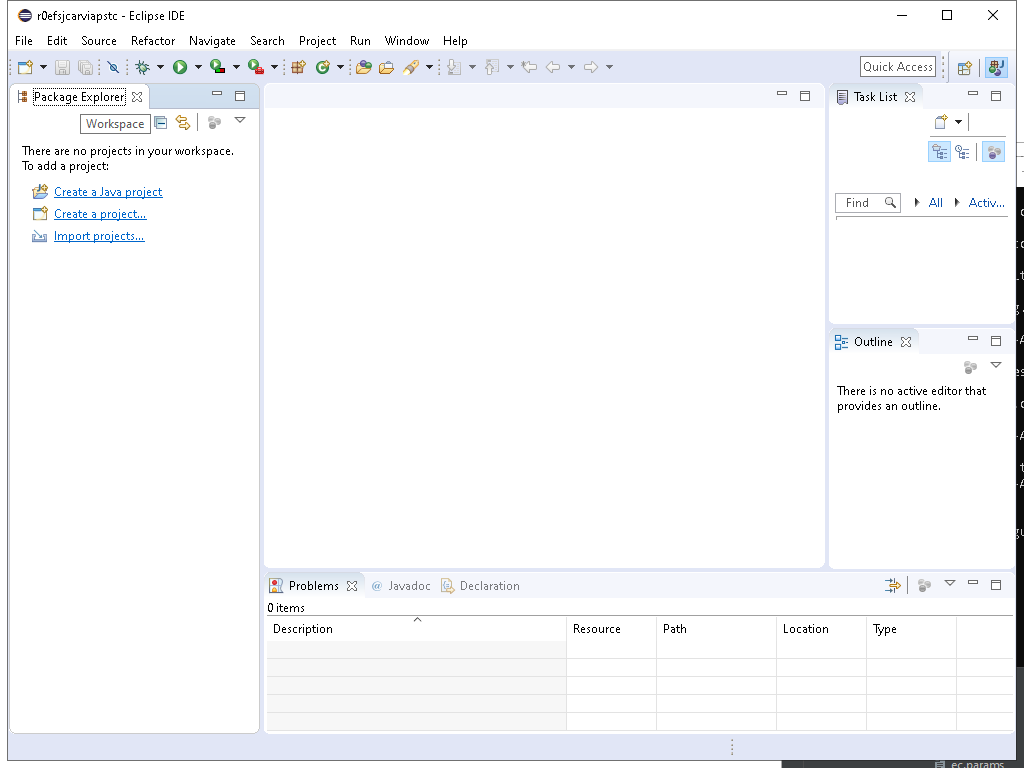 r0efsjcarviapstc - Eclipse IDE
File Edit Source Refactor Navigate Search Project Run Window Help
Quick Access
Package Explorer
Workspace
There are no projects in your workspace.
To add a project:
Create a Java project
Create a project...
Import projects...
Task List
Find
All
Activ...
Outline
There is no active editor that
provides an outline.
Problems
@ Javadoc
Declaration
0 items
Description Resource Path Location Type
ec.params